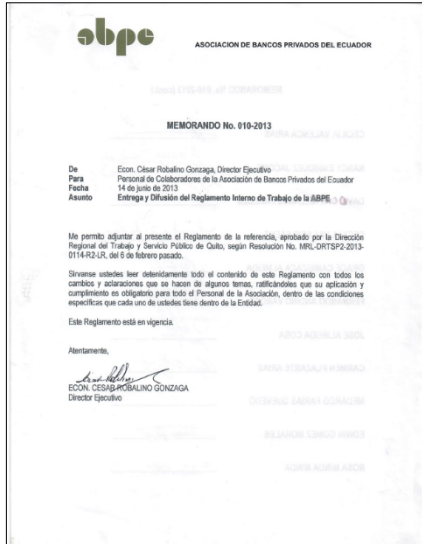 abpe
ASOCIACION DE BANCOS PRIVADOS DEL ECUADOR
MEMORANDO No. 010-2013
De Econ. César Robalino Gonzaga, Director Ejecutivo
Para Personal de Colaboradores de la Asociación de Bancos Privados del Ecuador
Fecha 14 de junio de 2013
Asunto Entrega y Difusión del Reglamento Interno de Trabajo de la ABPE
Me permito adjuntar al presente el Reglamento de la referencia, aprobado por la Dirección
Regional del Trabajo y Servicio Público de Quito, según Resolución No. MRL-DRTSP2-2013-
0114-R2-LR, del 6 de febrero pasado.
Sírvanse ustedes leer detenidamente todo el contenido de este Reglamento con todos los
cambios y aclaraciones que se hacen de algunos temas, ratificándoles que su aplicación y
cumplimiento es obligatorio para todo el Personal de la Asociación, dentro de las condiciones
específicas que cada uno de ustedes tiene dentro de la Entidad.
Este Reglamento está en vigencia.
Atentamente,
ECON. CESAR ROBALINO GONZAGA
Director Ejecutivo